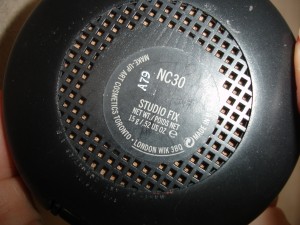 A79 NC30
STUDIO FIX
NET WT./POIDS NET
15 g/.52 US OZ. ℮
MAKE-UP ART COSMETICS TORONTO • LONDON W1K 3BQ
MADE IN